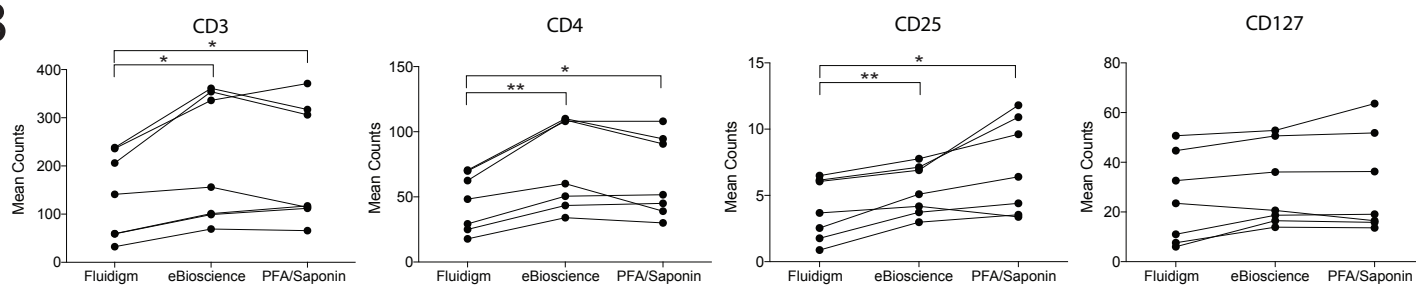 B
CD3
*
*
Mean Counts
400
300
200
100
0
Fluidigm eBioscience PFA/Saponin
CD4
*
**
Mean Counts
150
100
50
0
Fluidigm eBioscience PFA/Saponin
CD25
*
**
Mean Counts
15
10
5
0
Fluidigm eBioscience PFA/Saponin
CD127
Mean Counts
80
60
40
20
0
Fluidigm eBioscience PFA/Saponin